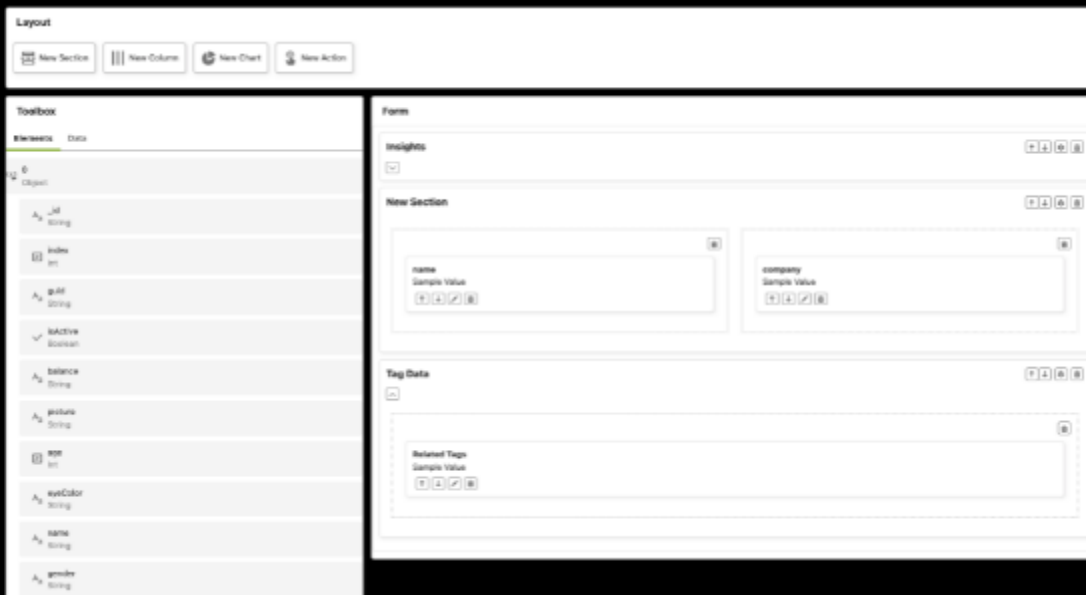 Layout
New Section
New Column
New Chart
New Action
Toolbox
Elements Data
0
Object
_id
String
index
Int
guid
String
isActive
Boolean
balance
String
picture
String
age
Int
eyeColor
String
name
String
gender
String
Form
Insights
New Section
name
Sample Value
company
Sample Value
Tag Data
Related Tags
Sample Value